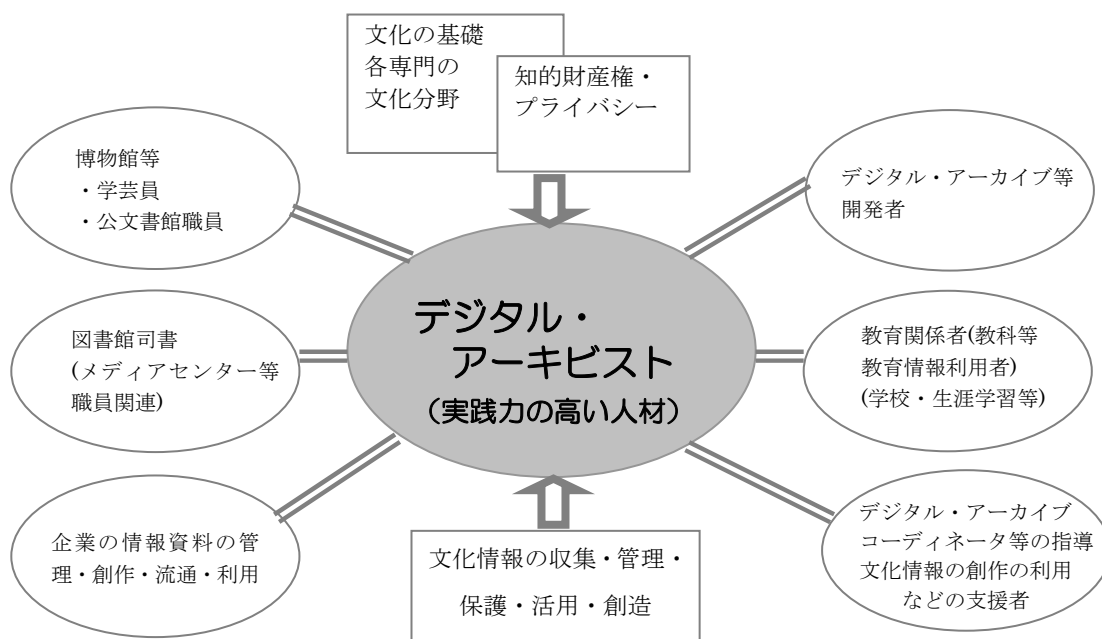 文化の基礎
各専門の
文化分野
知的財産権・
プライバシー
博物館等
・学芸員
・公文書館職員
デジタル・アーカイブ等
開発者
デジタル・
アーキビスト
(実践力の高い人材)
図書館司書
(メディアセンター等
職員関連)
教育関係者(教科等
教育情報利用者)
(学校・生涯学習等)
企業の情報資料の管
理・創作・流通・利用
文化情報の収集・管理・
保護・活用・創造
デジタル・アーカイブ
コーディネータ等の指導
文化情報の創作の利用
などの支援者